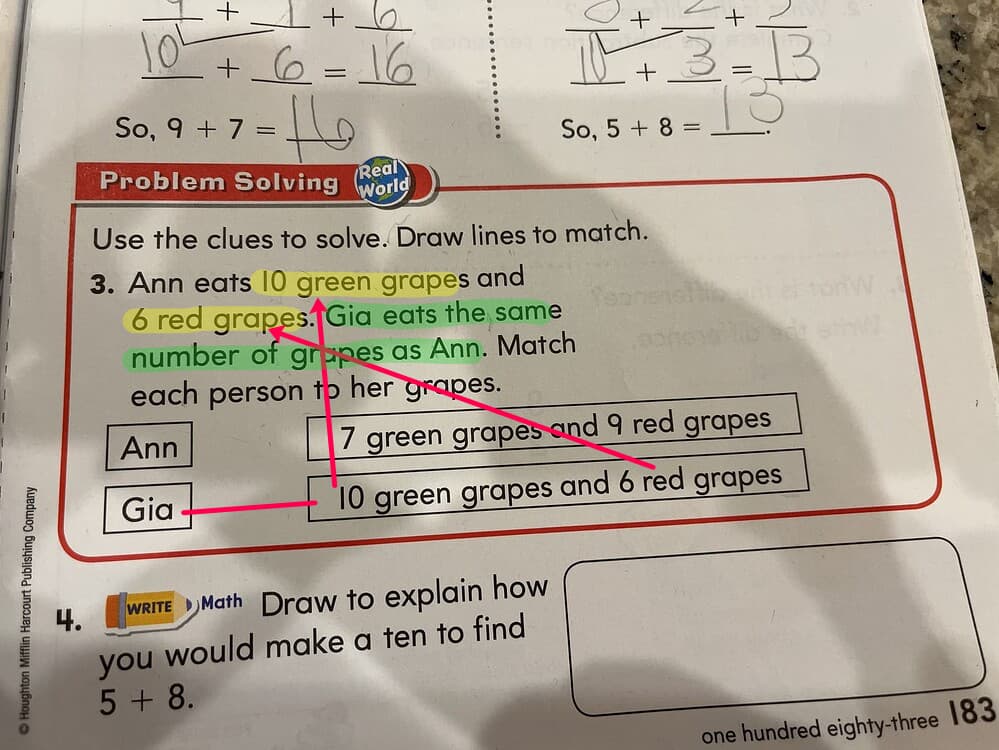 + 1 + 6
10 + 6 = 16
So, 9 + 7 = 16
+ 2 + 3
10 + 3 = 13
So, 5 + 8 = 13.
Problem Solving Real World
Use the clues to solve. Draw lines to match.
3. Ann eats 10 green grapes and
6 red grapes. Gia eats the same
number of grapes as Ann. Match
each person to her grapes.
Ann
7 green grapes and 9 red grapes
Gia
10 green grapes and 6 red grapes
4. WRITE Math Draw to explain how
you would make a ten to find
5 + 8.
one hundred eighty-three 183
© Houghton Mifflin Harcourt Publishing Company